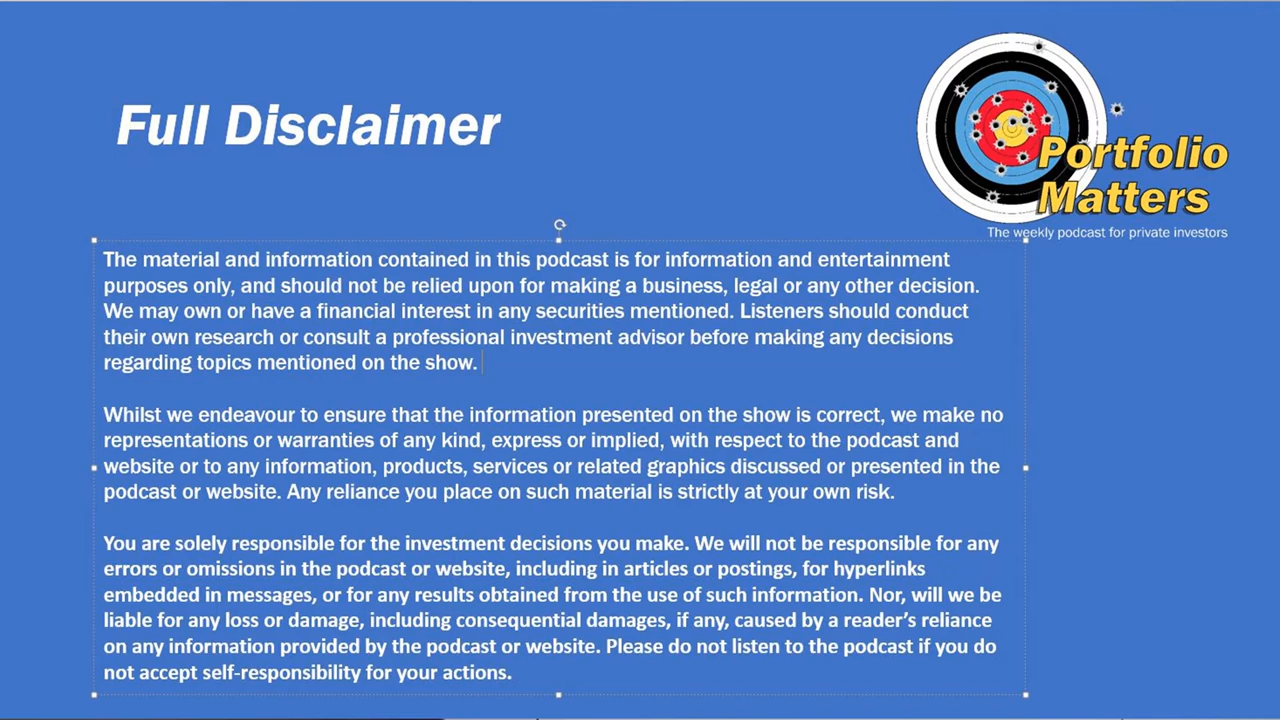 Full Disclaimer
Portfolio
Matters
The weekly podcast for private investors
The material and information contained in this podcast is for information and entertainment
purposes only, and should not be relied upon for making a business, legal or any other decision.
We may own or have a financial interest in any securities mentioned. Listeners should conduct
their own research or consult a professional investment advisor before making any decisions
regarding topics mentioned on the show.
Whilst we endeavour to ensure that the information presented on the show is correct, we make no
representations or warranties of any kind, express or implied, with respect to the podcast and
website or to any information, products, services or related graphics discussed or presented in the
podcast or website. Any reliance you place on such material is strictly at your own risk.
You are solely responsible for the investment decisions you make. We will not be responsible for any
errors or omissions in the podcast or website, including in articles or postings, for hyperlinks
embedded in messages, or for any results obtained from the use of such information. Nor, will we be
liable for any loss or damage, including consequential damages, if any, caused by a reader’s reliance
on any information provided by the podcast or website. Please do not listen to the podcast if you do
not accept self-responsibility for your actions.